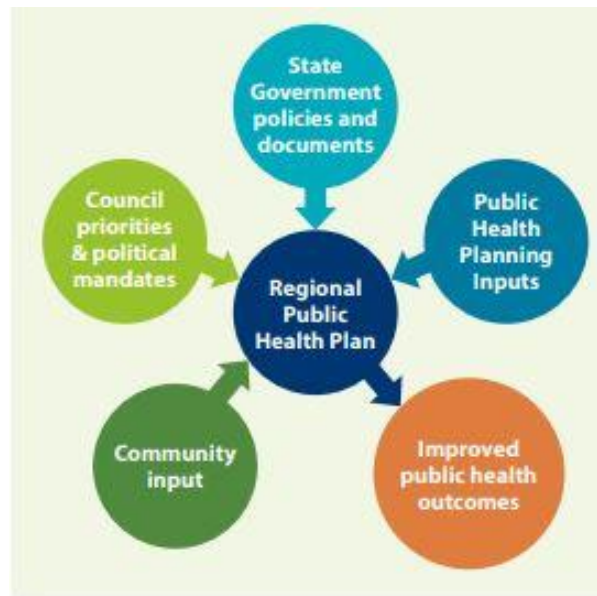 State
Government
policies and
documents
Council
priorities
& political
mandates
Public
Health
Planning
Inputs
Regional
Public
Health Plan
Community
input
Improved
public health
outcomes